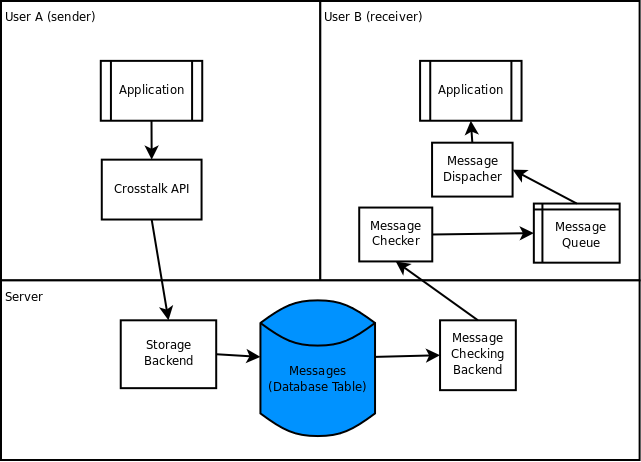 User A (sender)
User B (receiver)
Application
Application
Crosstalk API
Message
Dispacher
Message
Checker
Message
Queue
Server
Storage
Backend
Messages
(Database Table)
Message
Checking
Backend